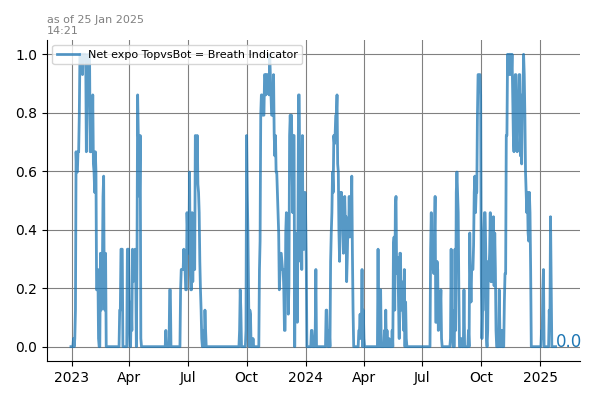 as of 25 Jan 2025
14:21
Net expo TopvsBot = Breath Indicator
1.0
0.8
0.6
0.4
0.2
0.0
0.0
2023 Apr Jul Oct 2024 Apr Jul Oct 2025